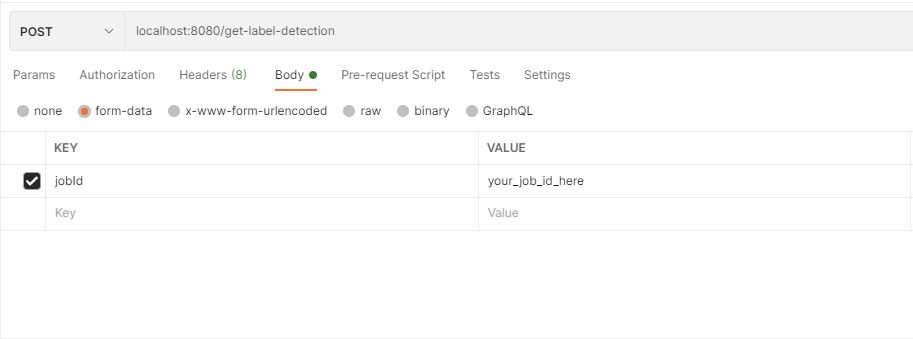 POST localhost:8080/get-label-detection
Params Authorization Headers (8) Body Pre-request Script Tests Settings
none form-data x-www-form-urlencoded raw binary GraphQL
KEY VALUE
jobId your_job_id_here
Key Value